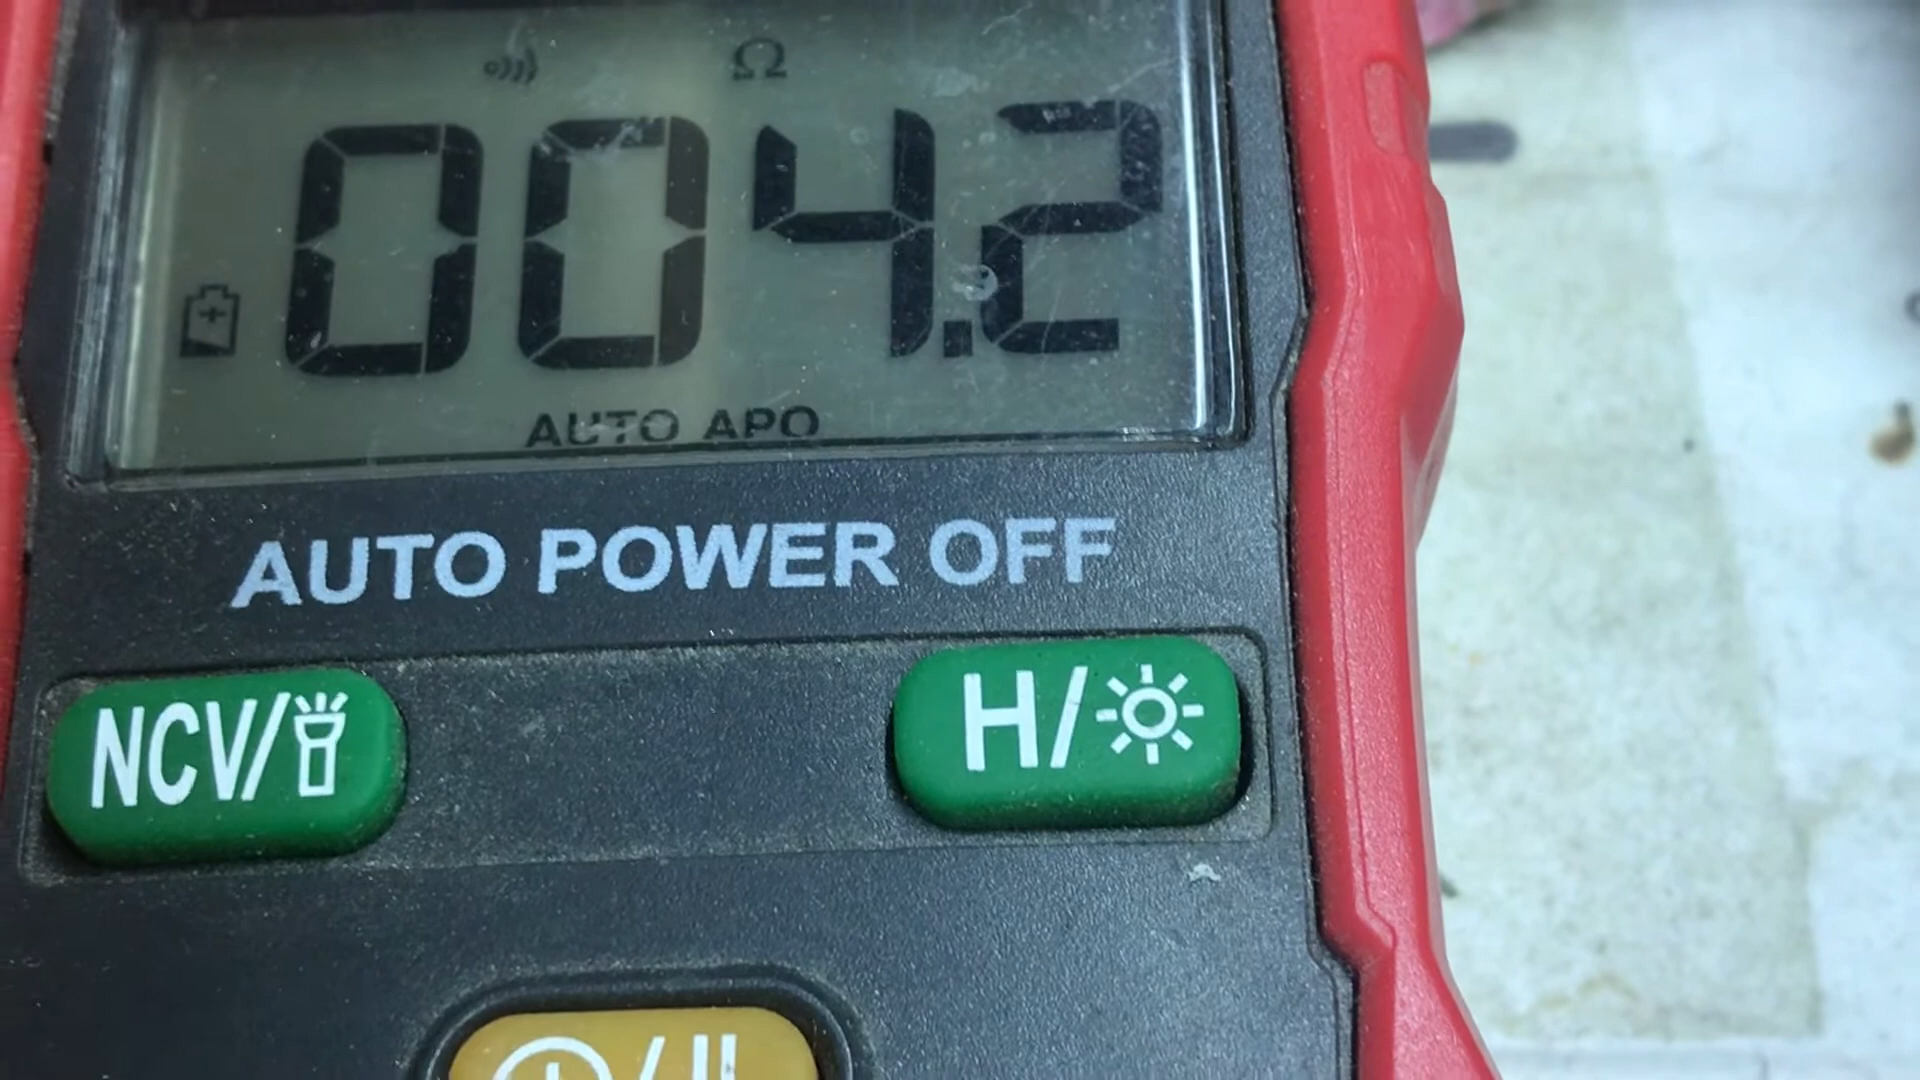 Ω
004.2
AUTO APO
AUTO POWER OFF
NCV/
H/